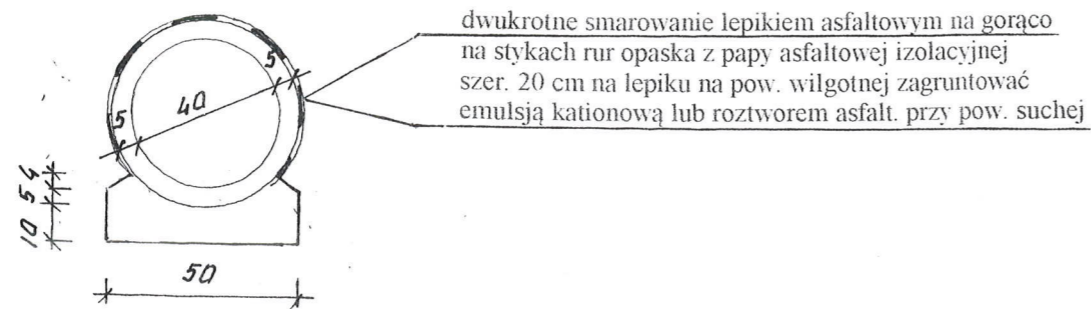 dwukrotne smarowanie lepikiem asfaltowym na gorąco
na stykach rur opaska z papy asfaltowej izolacyjnej
szer. 20 cm na lepiku na pow. wilgotnej zagruntować
emulsją kationową lub roztworem asfalt. przy pow. suchej
5
40
5
10 5 4
50